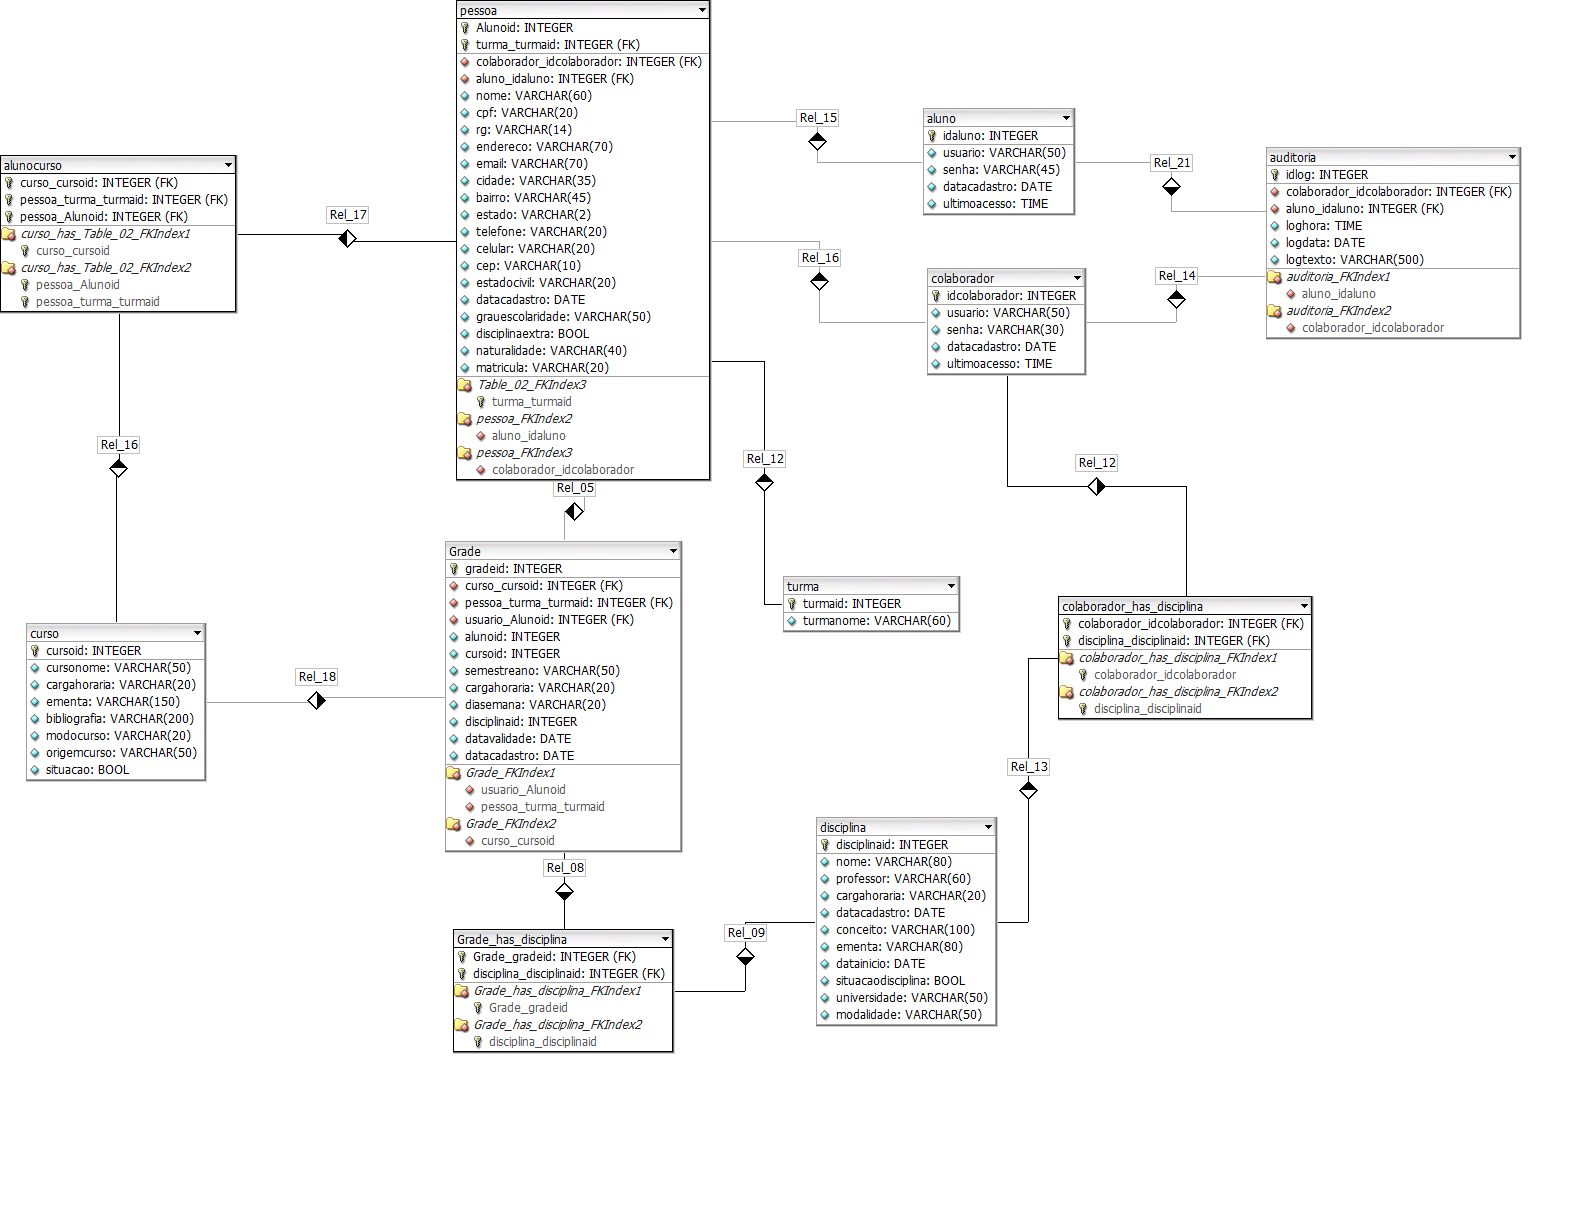 pessoa
Alunoid: INTEGER
turma_turmaid: INTEGER (FK)
colaborador_idcolaborador: INTEGER (FK)
aluno_idaluno: INTEGER (FK)
nome: VARCHAR(60)
cpf: VARCHAR(20)
rg: VARCHAR(14)
endereco: VARCHAR(70)
email: VARCHAR(70)
cidade: VARCHAR(35)
bairro: VARCHAR(45)
estado: VARCHAR(2)
telefone: VARCHAR(20)
celular: VARCHAR(20)
cep: VARCHAR(10)
estadocivil: VARCHAR(20)
datacadastro: DATE
grauescolaridade: VARCHAR(50)
disciplinaextra: BOOL
naturalidade: VARCHAR(40)
matricula: VARCHAR(20)
Table_02_FKIndex3
turma_turmaid
pessoa_FKIndex2
aluno_idaluno
pessoa_FKIndex3
colaborador_idcolaborador
Rel_15
aluno
idaluno: INTEGER
usuario: VARCHAR(50)
senha: VARCHAR(45)
datacadastro: DATE
ultimoacesso: TIME
Rel_21
auditoria
idlog: INTEGER
colaborador_idcolaborador: INTEGER (FK)
aluno_idaluno: INTEGER (FK)
loghora: TIME
logdata: DATE
logtexto: VARCHAR(500)
auditoria_FKIndex1
aluno_idaluno
auditoria_FKIndex2
colaborador_idcolaborador
alunocurso
curso_cursoid: INTEGER (FK)
pessoa_turma_turmaid: INTEGER (FK)
pessoa_Alunoid: INTEGER (FK)
curso_has_Table_02_FKIndex1
curso_cursoid
curso_has_Table_02_FKIndex2
pessoa_Alunoid
pessoa_turma_turmaid
Rel_17
Rel_16
colaborador
idcolaborador: INTEGER
usuario: VARCHAR(50)
senha: VARCHAR(30)
datacadastro: DATE
ultimoacesso: TIME
Rel_14
Rel_16
Rel_12
Rel_12
Rel_05
Grade
gradeid: INTEGER
curso_cursoid: INTEGER (FK)
pessoa_turma_turmaid: INTEGER (FK)
usuario_Alunoid: INTEGER (FK)
alunoid: INTEGER
cursoid: INTEGER
semestreano: VARCHAR(50)
cargahoraria: VARCHAR(20)
diasemana: VARCHAR(20)
disciplinaid: INTEGER
datavalidade: DATE
datacadastro: DATE
Grade_FKIndex1
usuario_Alunoid
pessoa_turma_turmaid
Grade_FKIndex2
curso_cursoid
turma
turmaid: INTEGER
turmanome: VARCHAR(60)
colaborador_has_disciplina
colaborador_idcolaborador: INTEGER (FK)
disciplina_disciplinaid: INTEGER (FK)
colaborador_has_disciplina_FKIndex1
colaborador_idcolaborador
colaborador_has_disciplina_FKIndex2
disciplina_disciplinaid
curso
cursoid: INTEGER
cursonome: VARCHAR(50)
cargahoraria: VARCHAR(20)
ementa: VARCHAR(150)
bibliografia: VARCHAR(200)
modocurso: VARCHAR(20)
origemcurso: VARCHAR(50)
situacao: BOOL
Rel_18
Rel_13
disciplina
disciplinaid: INTEGER
nome: VARCHAR(80)
professor: VARCHAR(60)
cargahoraria: VARCHAR(20)
datacadastro: DATE
conceito: VARCHAR(100)
ementa: VARCHAR(80)
datainicio: DATE
situacaodisciplina: BOOL
universidade: VARCHAR(50)
modalidade: VARCHAR(50)
Rel_08
Rel_09
Grade_has_disciplina
Grade_gradeid: INTEGER (FK)
disciplina_disciplinaid: INTEGER (FK)
Grade_has_disciplina_FKIndex1
Grade_gradeid
Grade_has_disciplina_FKIndex2
disciplina_disciplinaid